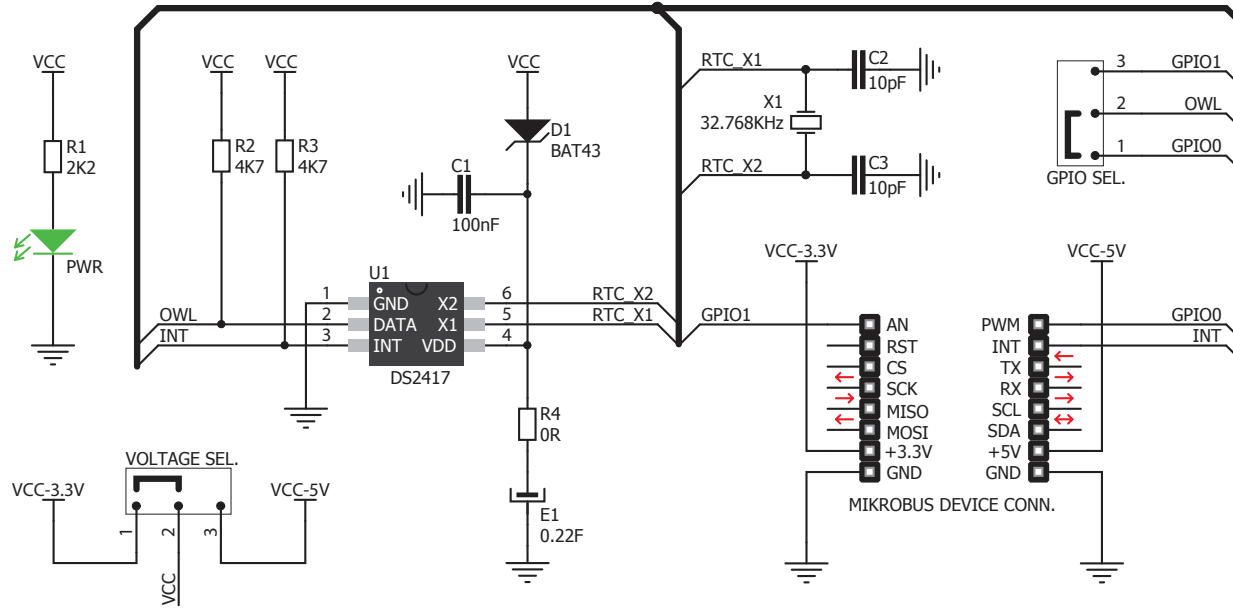 VCC
R1
2K2
PWR
VCC
VCC
R2
4K7
R3
4K7
VCC
D1
BAT43
C1
100nF
U1
1
2
3
GND
DATA
INT
X2
X1
VDD
6
5
4
DS2417
OWL
INT
RTC_X2
RTC_X1
R4
0R
E1
0.22F
RTC_X1
RTC_X2
X1
32.768KHz
C2
10pF
C3
10pF
3
GPIO1
2
OWL
1
GPIO0
GPIO SEL.
VOLTAGE SEL.
VCC-3.3V
VCC-5V
1
2
3
VCC
VCC-3.3V
VCC-5V
GPIO1
AN
RST
CS
SCK
MISO
MOSI
+3.3V
GND
PWM
INT
TX
RX
SCL
SDA
+5V
GND
GPIO0
INT
MIKROBUS DEVICE CONN.